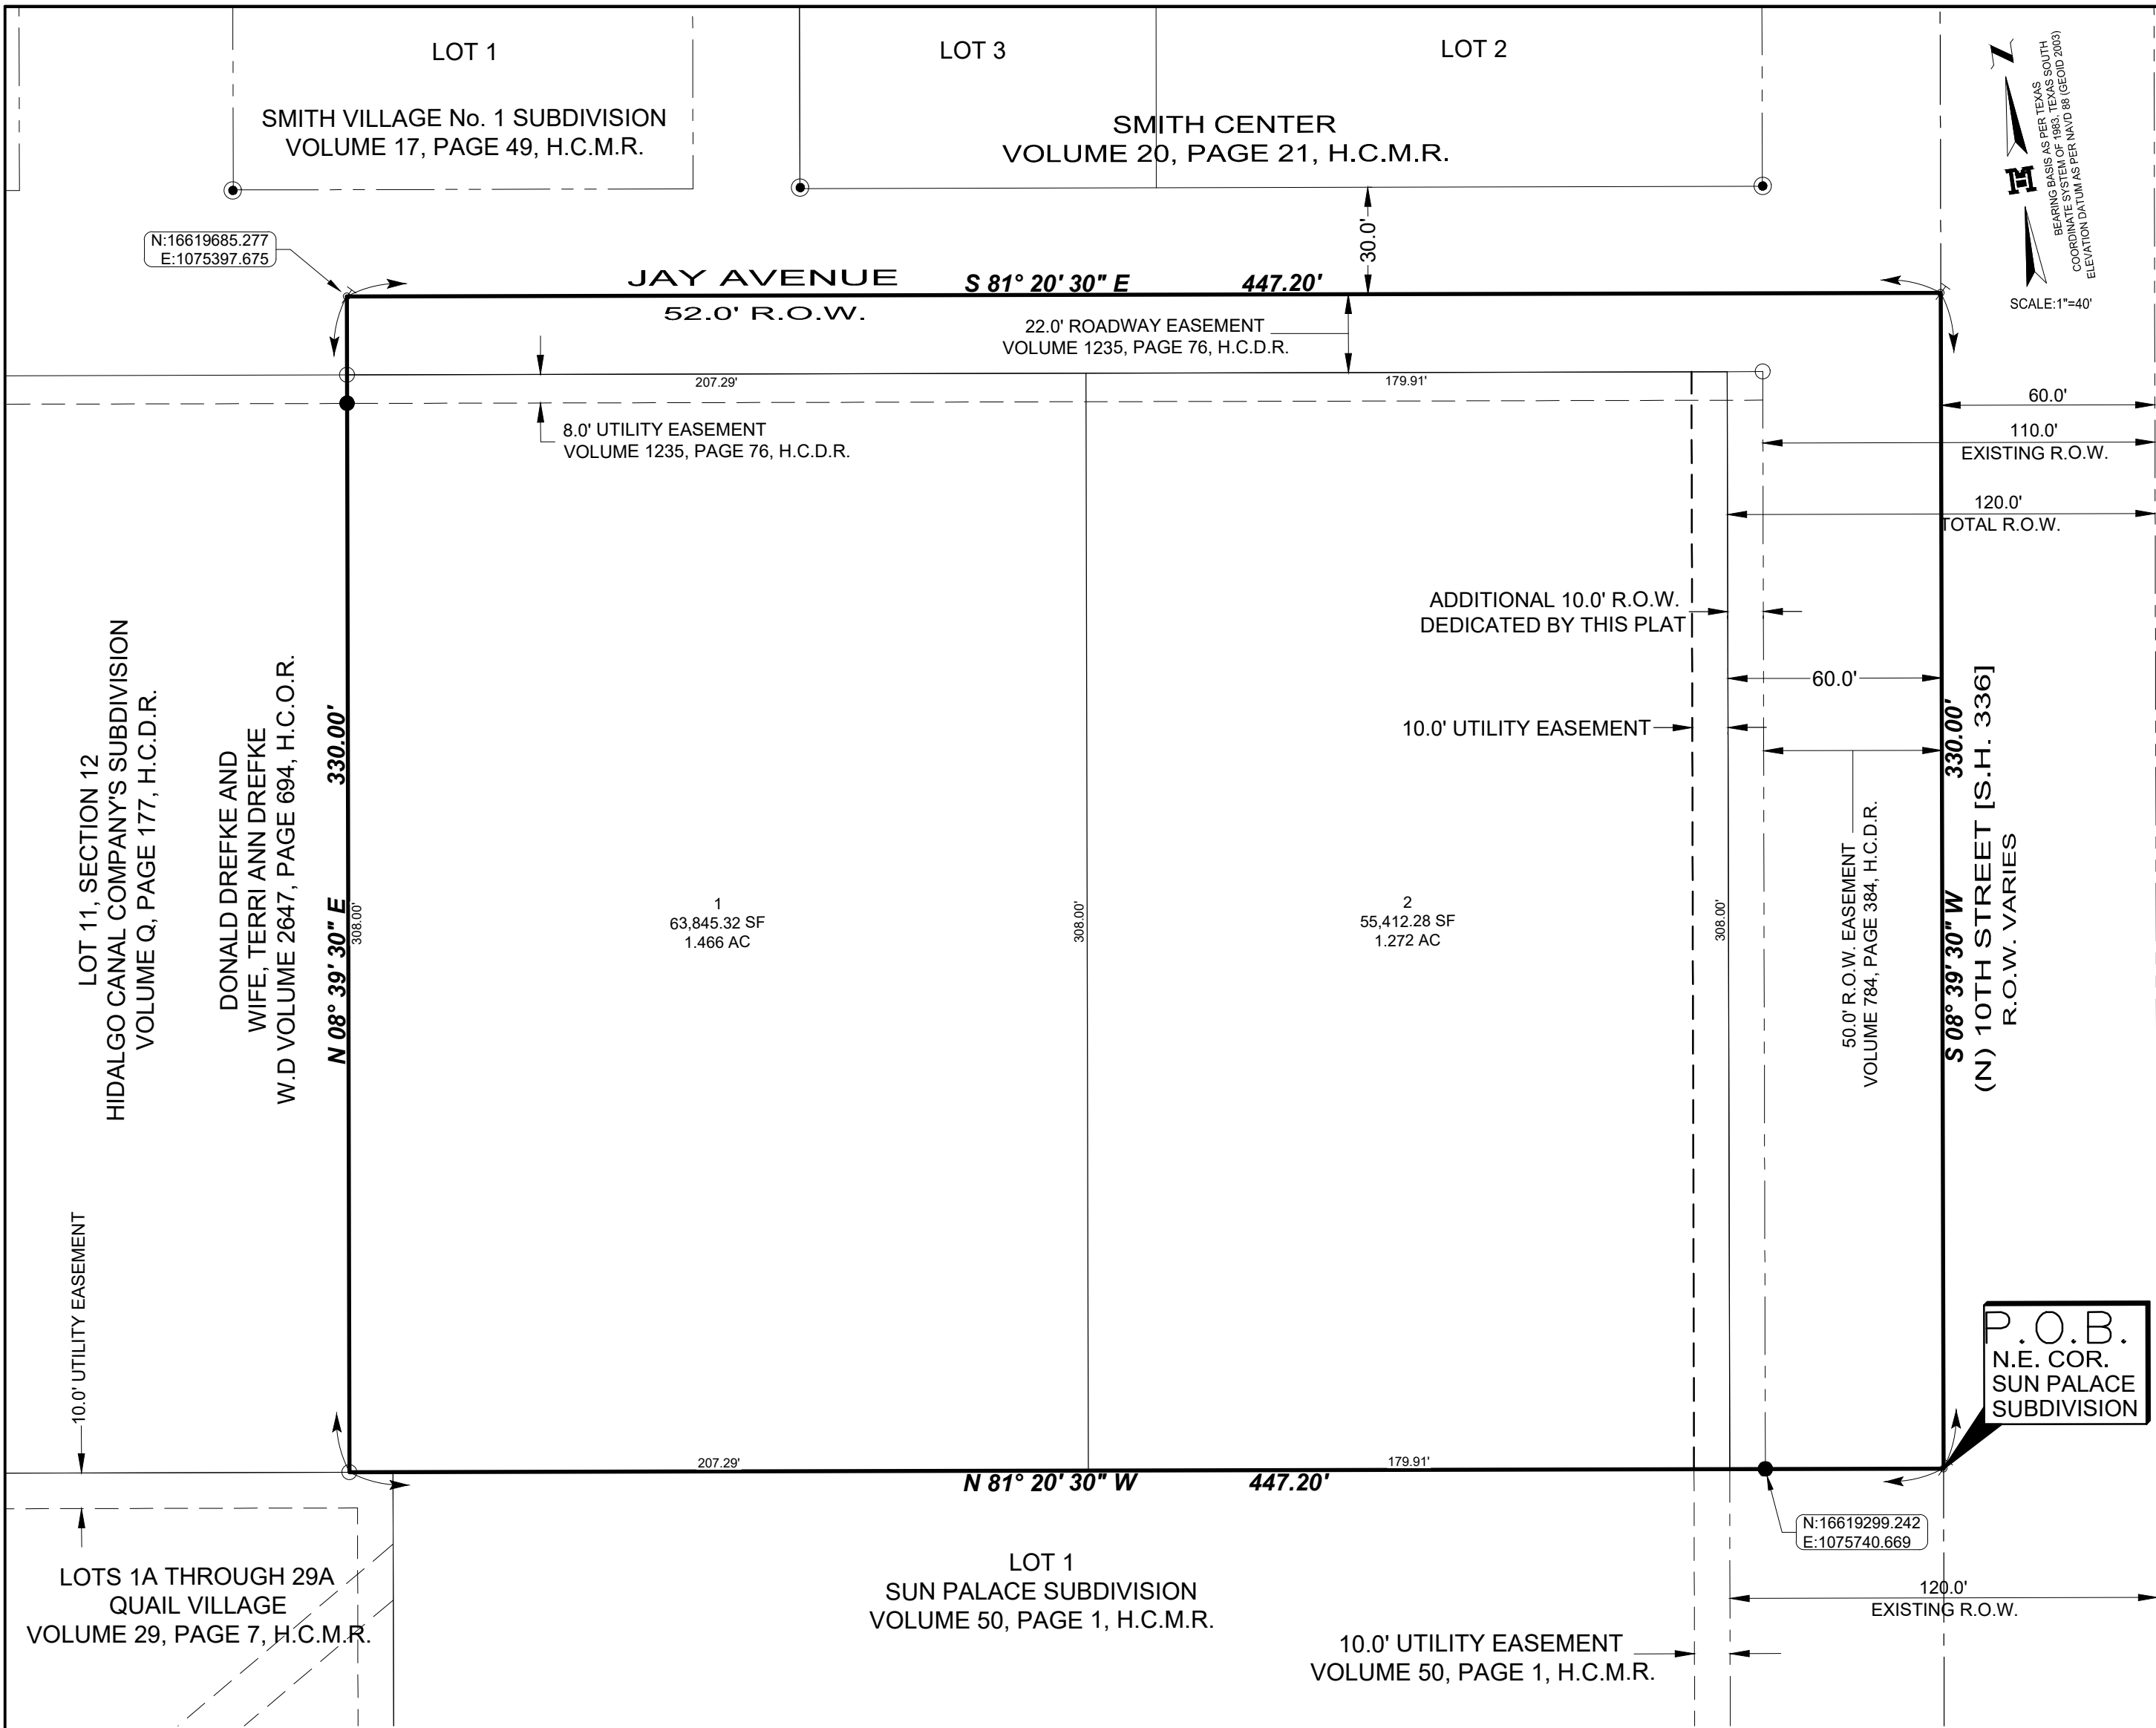 LOT 1
SMITH VILLAGE No. 1 SUBDIVISION
VOLUME 17, PAGE 49, H.C.M.R.
LOT 3
LOT 2
SMITH CENTER
VOLUME 20, PAGE 21, H.C.M.R.
N
H
BEARING BASIS AS PER TEXAS
COORDINATE SYSTEM OF 1983, TEXAS SOUTH
ELEVATION DATUM AS PER NAVD 88 (GEOID 2003)
SCALE:1"=40'
N:16619685.277
E:1075397.675
30.0'
JAY AVENUE
S 81° 20' 30" E 447.20'
52.0' R.O.W.
22.0' ROADWAY EASEMENT
VOLUME 1235, PAGE 76, H.C.D.R.
207.29'
179.91'
8.0' UTILITY EASEMENT
VOLUME 1235, PAGE 76, H.C.D.R.
60.0'
110.0'
EXISTING R.O.W.
120.0'
TOTAL R.O.W.
ADDITIONAL 10.0' R.O.W.
DEDICATED BY THIS PLAT
60.0'
10.0' UTILITY EASEMENT
LOT 11, SECTION 12
HIDALGO CANAL COMPANY'S SUBDIVISION
VOLUME Q, PAGE 177, H.C.D.R.
DONALD DREFKE AND
WIFE, TERRI ANN DREFKE
W.D VOLUME 2647, PAGE 694, H.C.O.R.
N 08° 39' 30" E 330.00'
308.00'
1
63,845.32 SF
1.466 AC
308.00'
2
55,412.28 SF
1.272 AC
308.00'
50.0' R.O.W. EASEMENT
VOLUME 784, PAGE 384, H.C.D.R.
S 08° 39' 30" W 330.00'
(N) 10TH STREET [S.H. 336]
R.O.W. VARIES
10.0' UTILITY EASEMENT
P.O.B.
N.E. COR.
SUN PALACE
SUBDIVISION
207.29'
179.91'
N 81° 20' 30" W 447.20'
N:16619299.242
E:1075740.669
LOTS 1A THROUGH 29A
QUAIL VILLAGE
VOLUME 29, PAGE 7, H.C.M.R.
LOT 1
SUN PALACE SUBDIVISION
VOLUME 50, PAGE 1, H.C.M.R.
120.0'
EXISTING R.O.W.
10.0' UTILITY EASEMENT
VOLUME 50, PAGE 1, H.C.M.R.